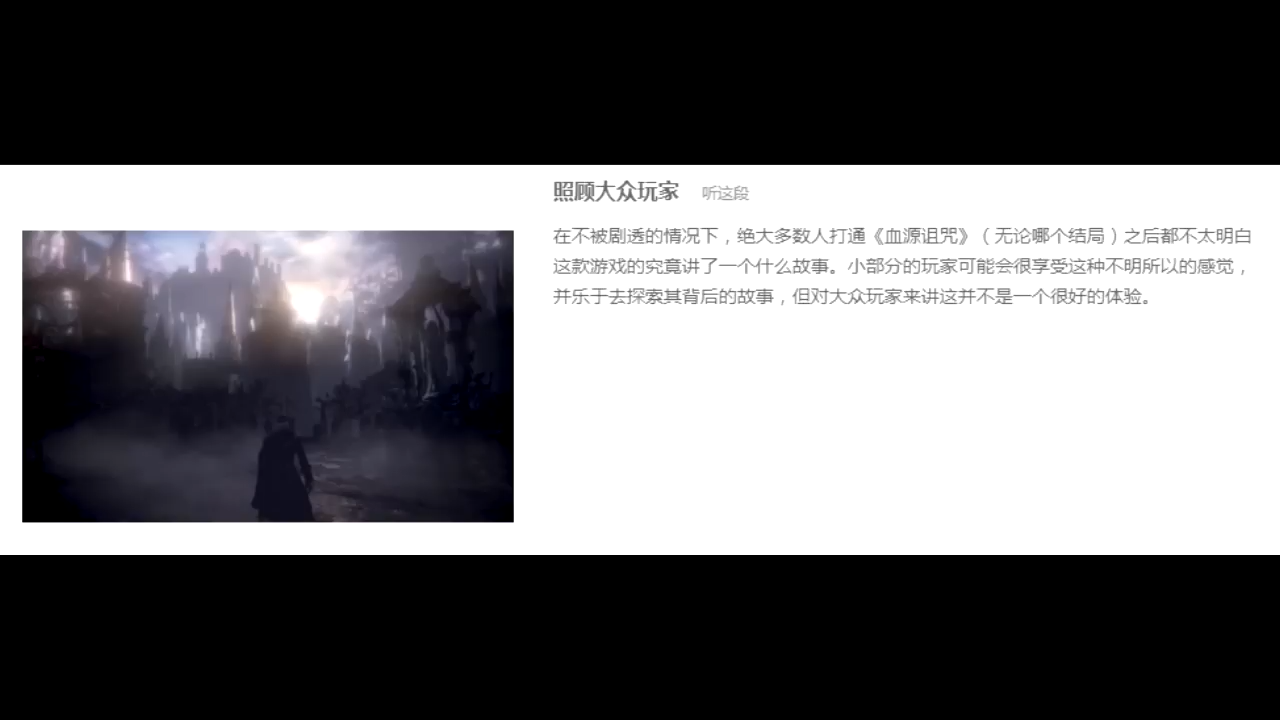 照顾大众玩家 听这段
在不被剧透的情况下，绝大多数人打通《血源诅咒》（无论哪个结局）之后都不太明白
这款游戏的究竟讲了一个什么故事。小部分的玩家可能会很享受这种不明所以的感觉，
并乐于去探索其背后的故事，但对大众玩家来讲这并不是一个很好的体验。